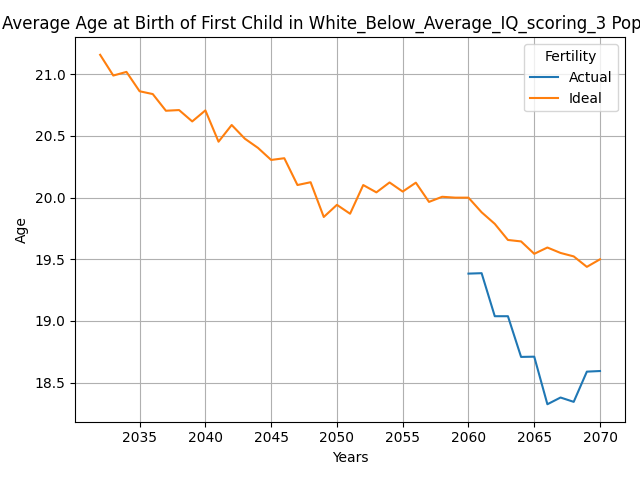 Average Age at Birth of First Child in White_Below_Average_IQ_scoring_3 Pop
Fertility
Actual
Ideal
21.0
20.5
20.0
19.5
19.0
18.5
Age
2035 2040 2045 2050 2055 2060 2065 2070
Years